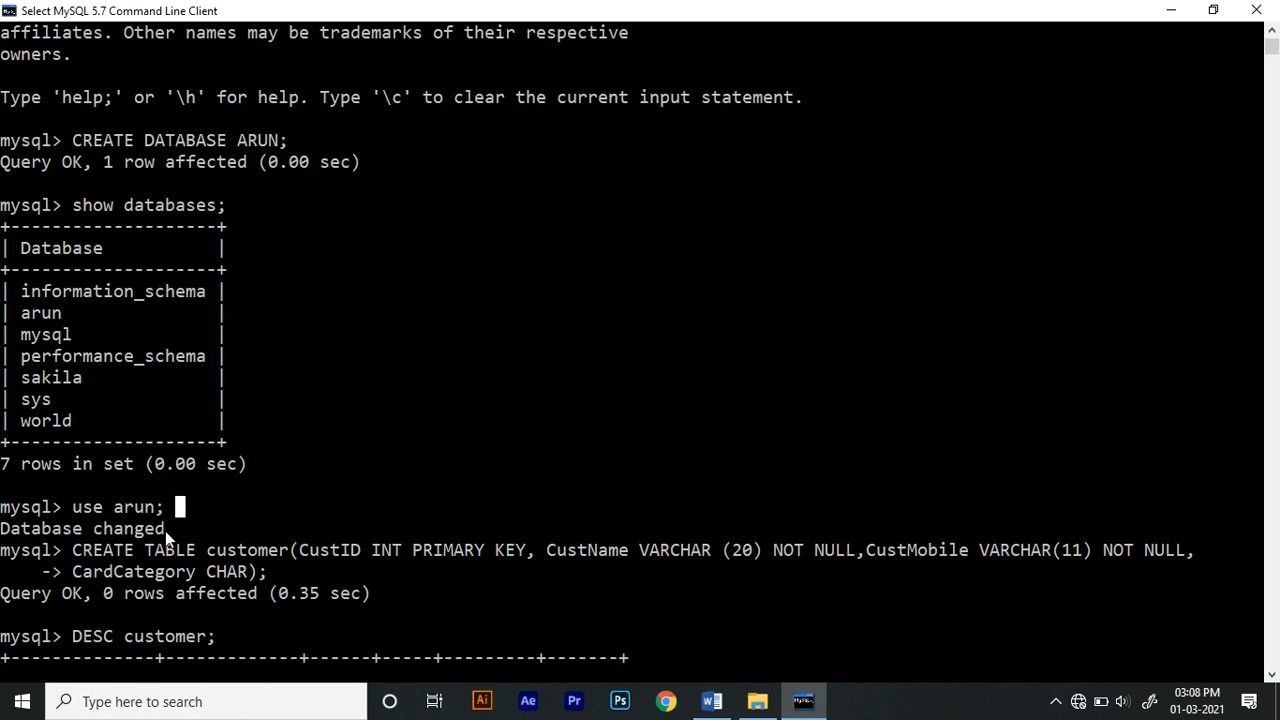 Select MySQL 5.7 Command Line Client
affiliates. Other names may be trademarks of their respective
owners.
Type 'help;' or '\h' for help. Type '\c' to clear the current input statement.
mysql> CREATE DATABASE ARUN;
Query OK, 1 row affected (0.00 sec)
mysql> show databases;
+--------------------+
| Database           |
+--------------------+
| information_schema |
| arun               |
| mysql              |
| performance_schema |
| sakila             |
| sys                |
| world              |
+--------------------+
7 rows in set (0.00 sec)
mysql> use arun;
Database changed
mysql> CREATE TABLE customer(CustID INT PRIMARY KEY, CustName VARCHAR (20) NOT NULL,CustMobile VARCHAR(11) NOT NULL,
    -> CardCategory CHAR);
Query OK, 0 rows affected (0.35 sec)
mysql> DESC customer;
+--------------+-------------+------+-----+---------+-------+
Type here to search
Ai
Ae
Pr
Ps
03:08 PM
01-03-2021